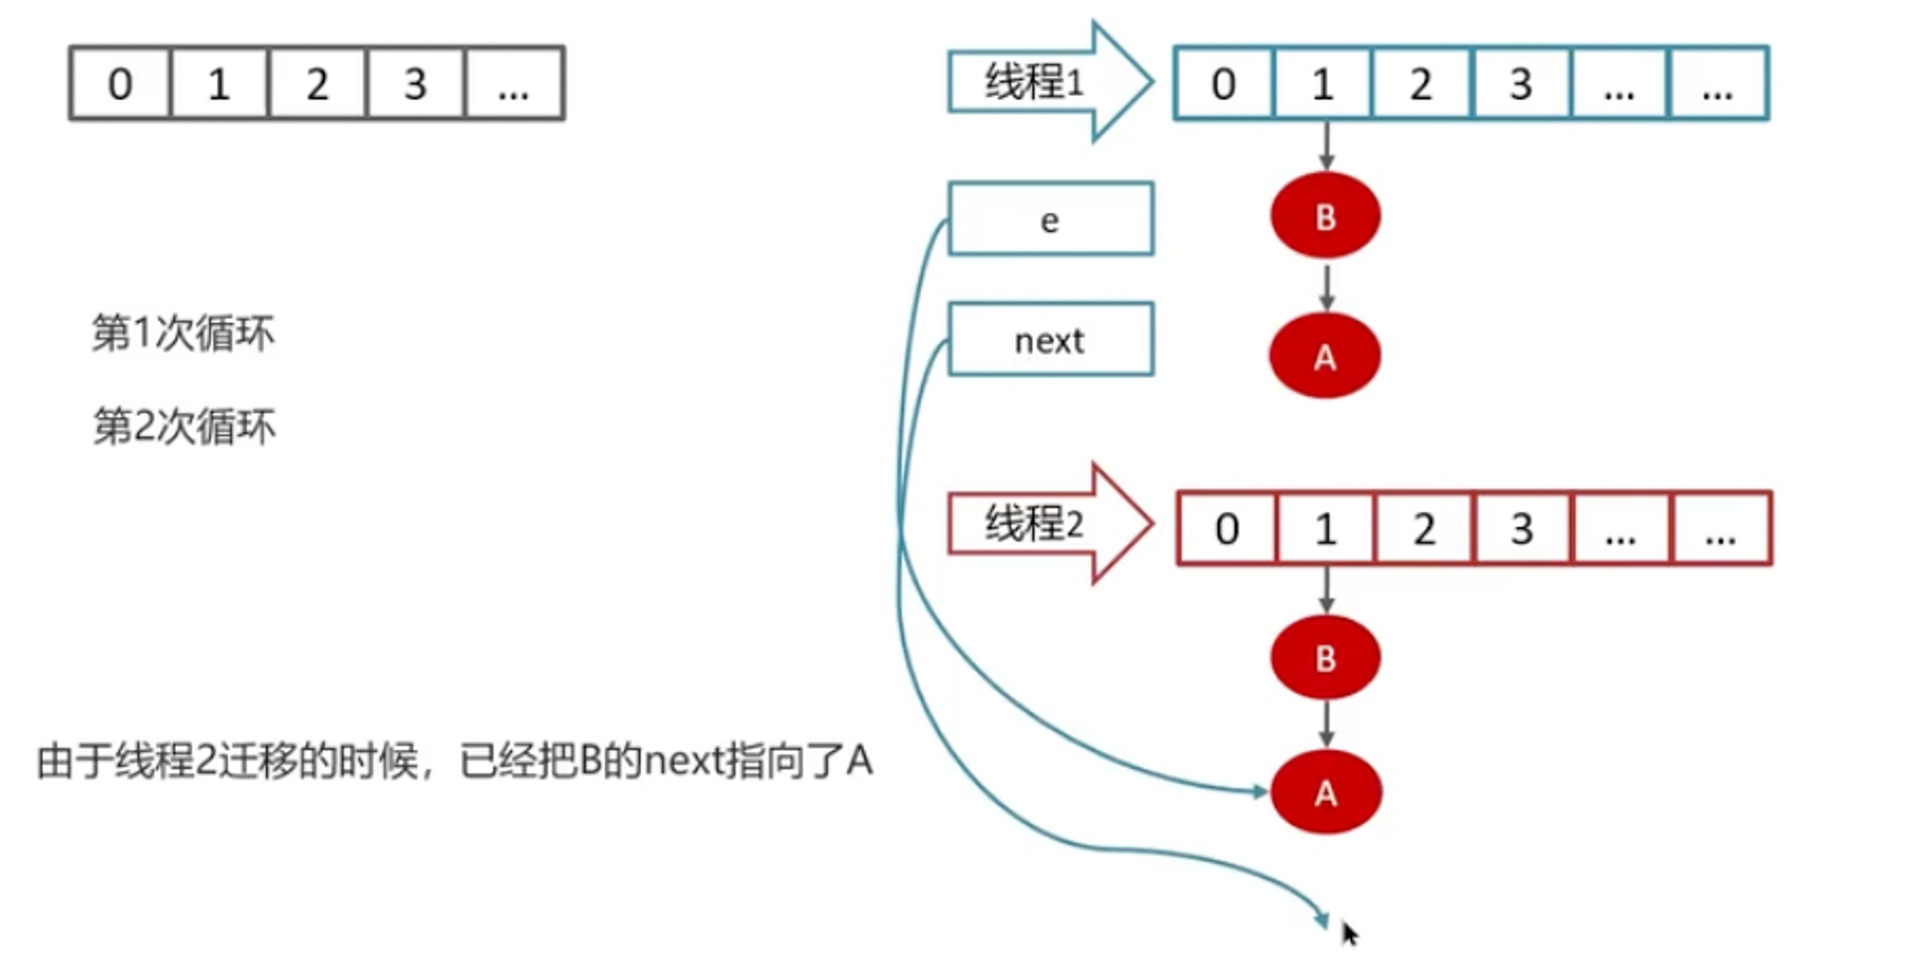 0 1 2 3 ...
线程1
0 1 2 3 ... ...
e
B
next
A
第1次循环
第2次循环
线程2
0 1 2 3 ... ...
B
由于线程2迁移的时候，已经把B的next指向了A
A